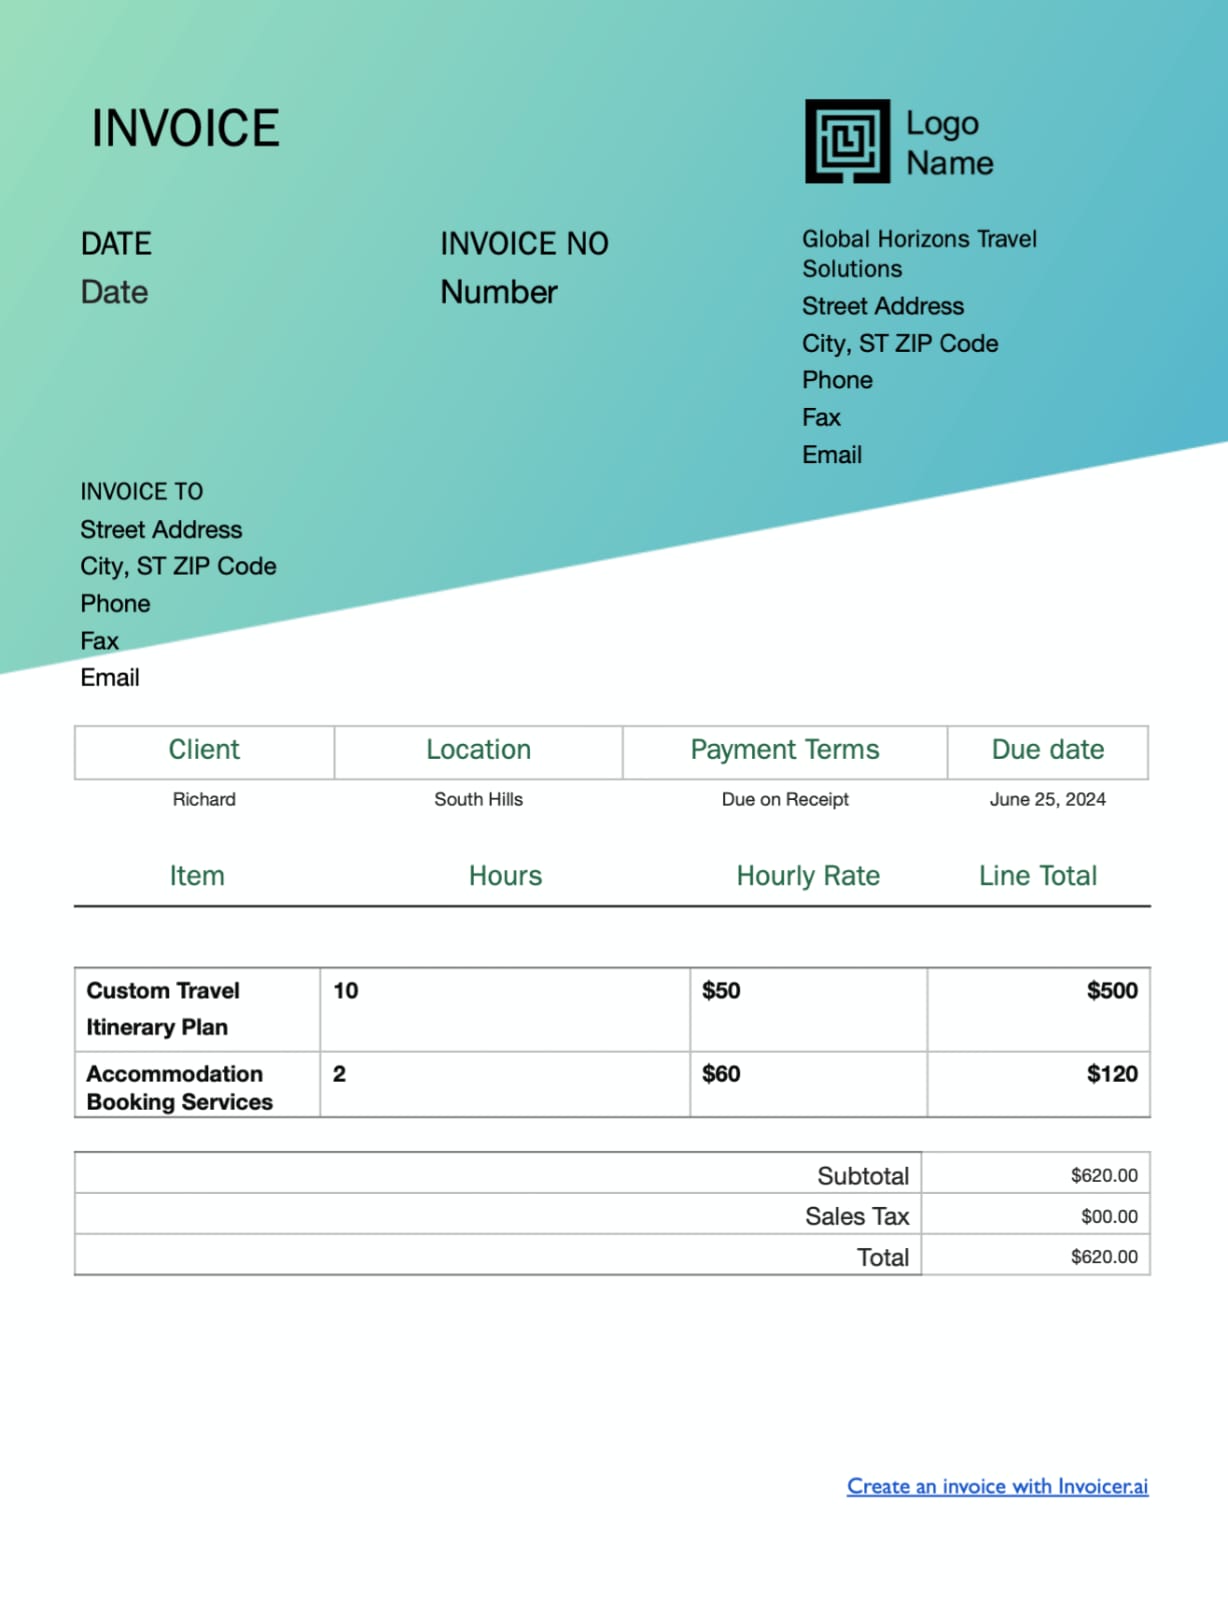 INVOICE
Logo
Name
DATE
Date
INVOICE NO
Number
Global Horizons Travel
Solutions
Street Address
City, ST ZIP Code
Phone
Fax
Email
INVOICE TO
Street Address
City, ST ZIP Code
Phone
Fax
Email
Client Location Payment Terms Due date
Richard South Hills Due on Receipt June 25, 2024
Item Hours Hourly Rate Line Total
Custom Travel 10 $50 $500
Itinerary Plan
Accommodation 2 $60 $120
Booking Services
Subtotal $620.00
Sales Tax $00.00
Total $620.00
Create an invoice with Invoicer.ai